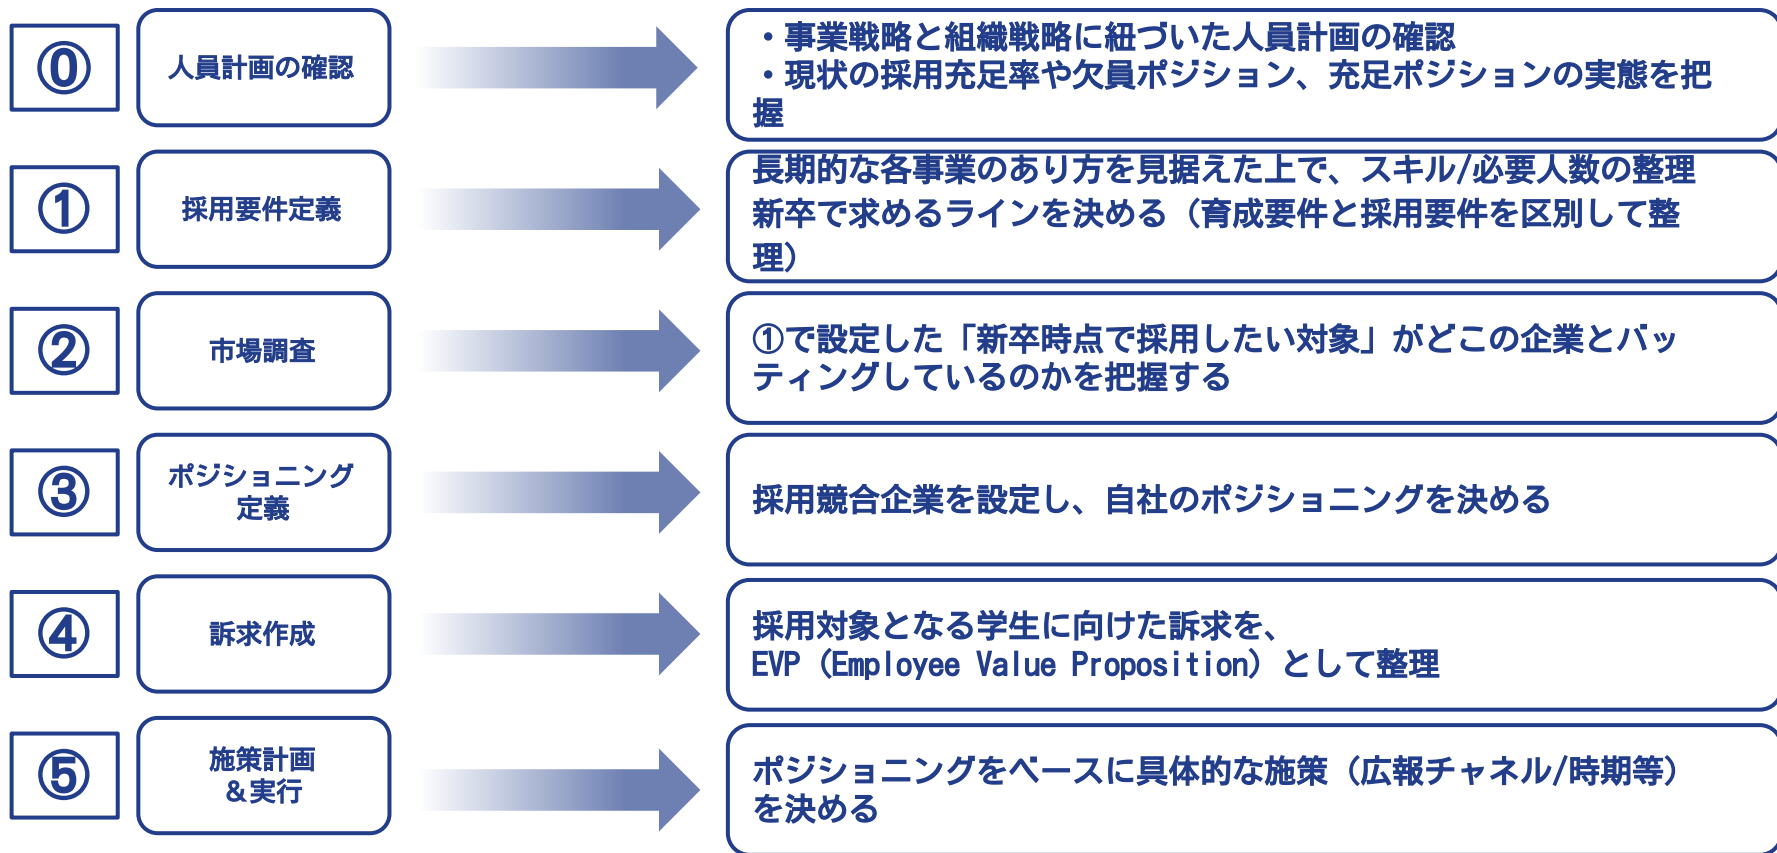 ⓪
人員計画の確認
・事業戦略と組織戦略に紐づいた人員計画の確認
・現状の採用充足率や欠員ポジション、充足ポジションの実態を把
握
①
採用要件定義
長期的な各事業のあり方を見据えた上で、スキル/必要人数の整理
新卒で求めるラインを決める（育成要件と採用要件を区別して整
理）
②
市場調査
①で設定した「新卒時点で採用したい対象」がどこの企業とバッ
ティングしているのかを把握する
③
ポジショニング
定義
採用競合企業を設定し、自社のポジショニングを決める
④
訴求作成
採用対象となる学生に向けた訴求を、
EVP（Employee Value Proposition）として整理
⑤
施策計画
＆実行
ポジショニングをベースに具体的な施策（広報チャネル/時期等）
を決める